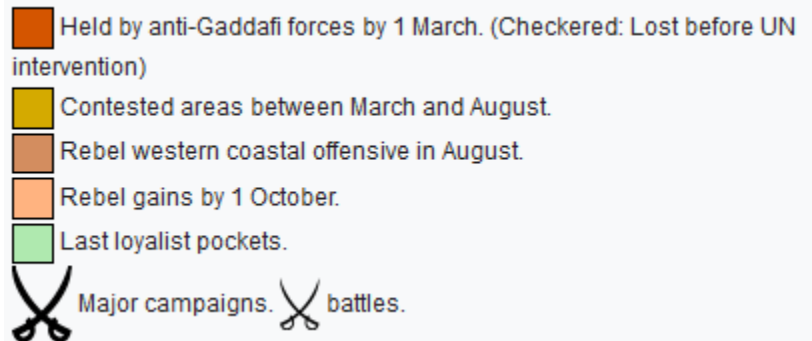 Held by anti-Gaddafi forces by 1 March. (Checkered: Lost before UN
intervention)
Contested areas between March and August.
Rebel western coastal offensive in August.
Rebel gains by 1 October.
Last loyalist pockets.
Major campaigns. battles.